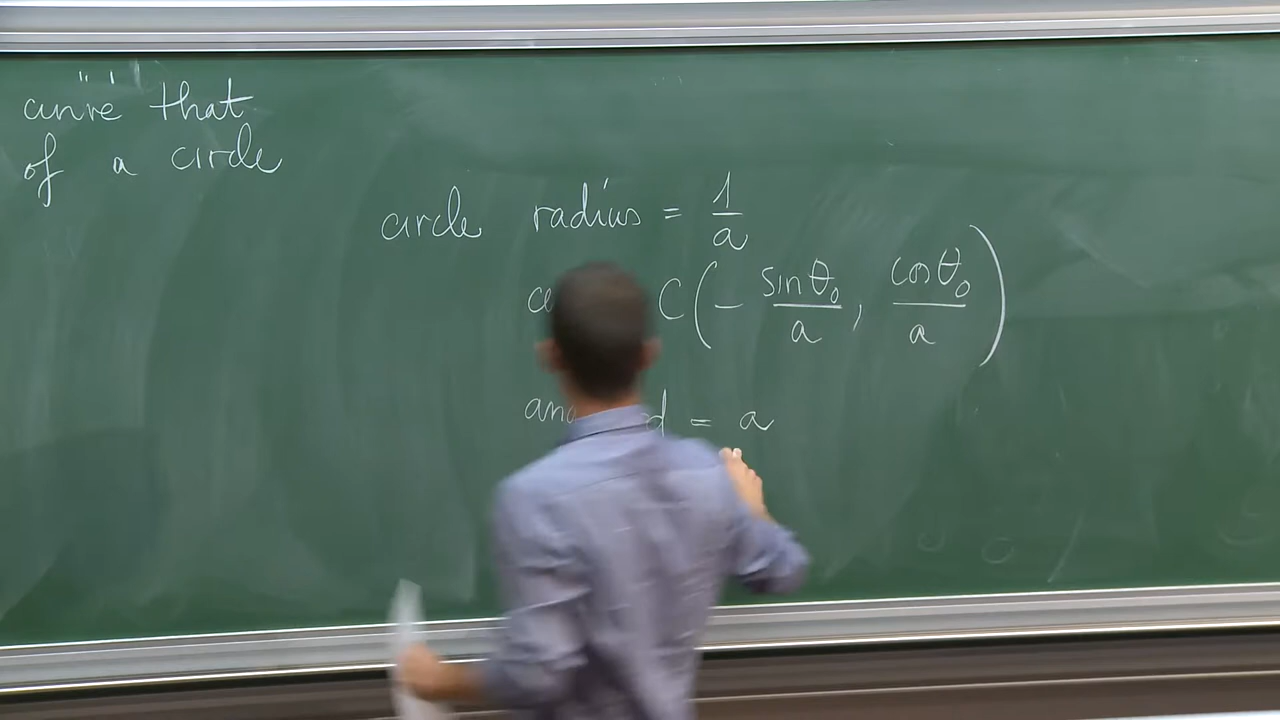 curve that
of a circle
circle radius = 1/a
C(- sinθ₀/a, cosθ₀/a)
= a